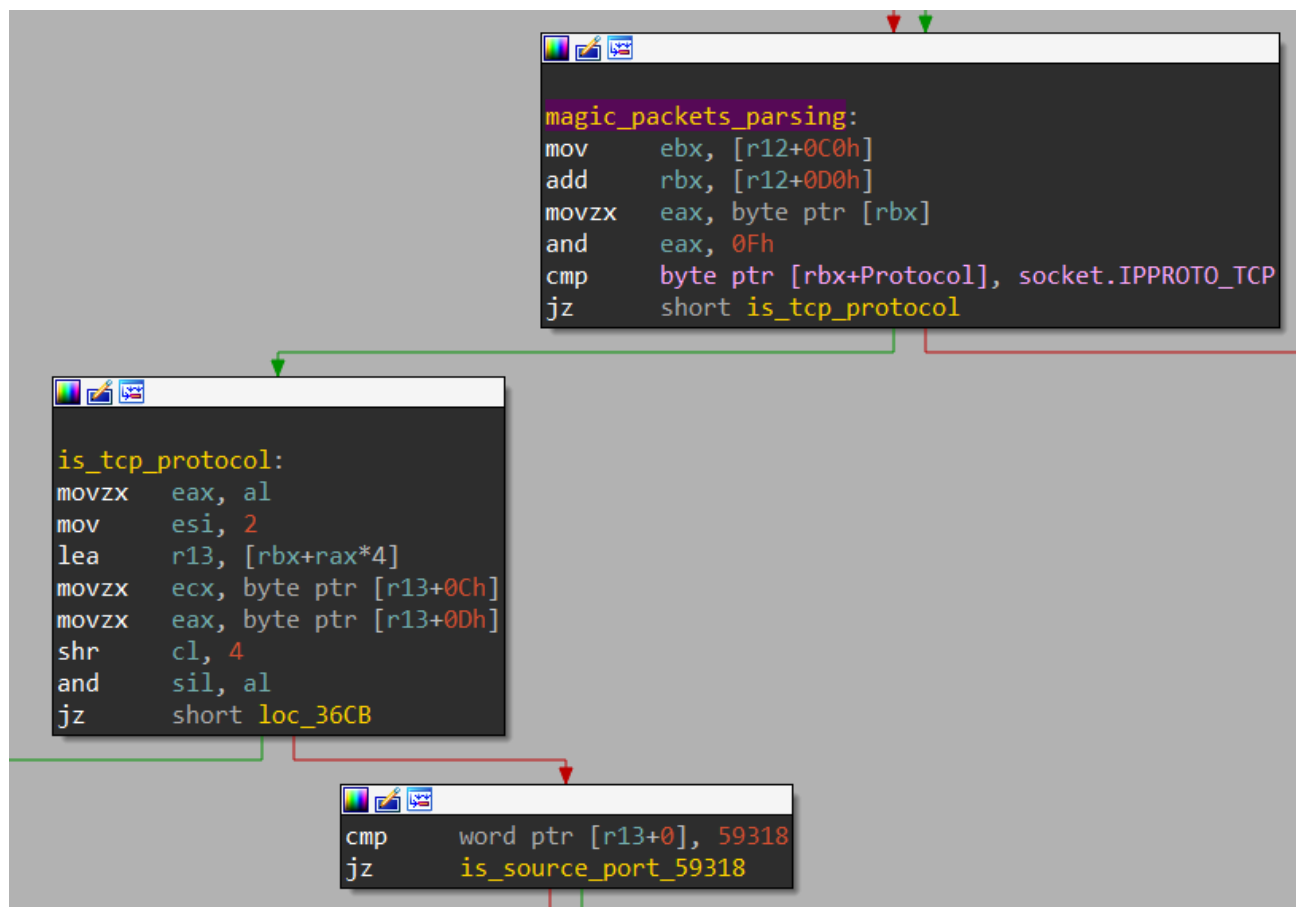 magic_packets_parsing:
mov ebx, [r12+0C0h]
add rbx, [r12+0D0h]
movzx eax, byte ptr [rbx]
and eax, 0Fh
cmp byte ptr [rbx+Protocol], socket.IPPROTO_TCP
jz short is_tcp_protocol
is_tcp_protocol:
movzx eax, al
mov esi, 2
lea r13, [rbx+rax*4]
movzx ecx, byte ptr [r13+0Ch]
movzx eax, byte ptr [r13+0Dh]
shr cl, 4
and sil, al
jz short loc_36CB
cmp word ptr [r13+0], 59318
jz is_source_port_59318